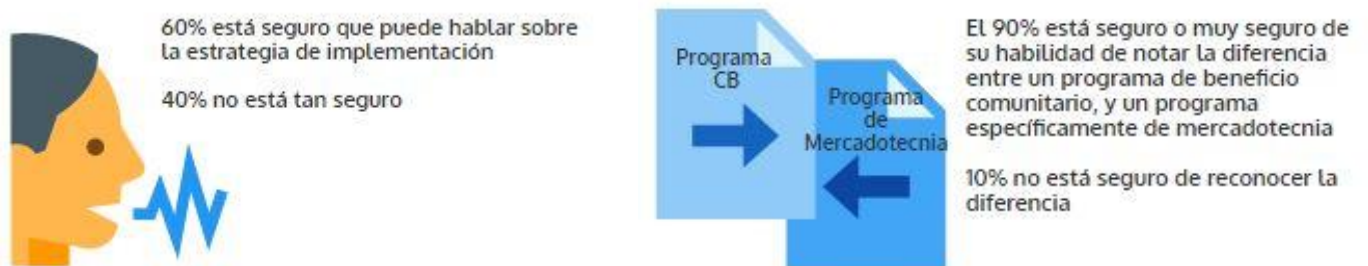 60% está seguro que puede hablar sobre
la estrategia de implementación
40% no está tan seguro
Programa
CB
Programa
de
Mercadotecnia
El 90% está seguro o muy seguro de
su habilidad de notar la diferencia
entre un programa de beneficio
comunitario, y un programa
específicamente de mercadotecnia
10% no está seguro de reconocer la
diferencia